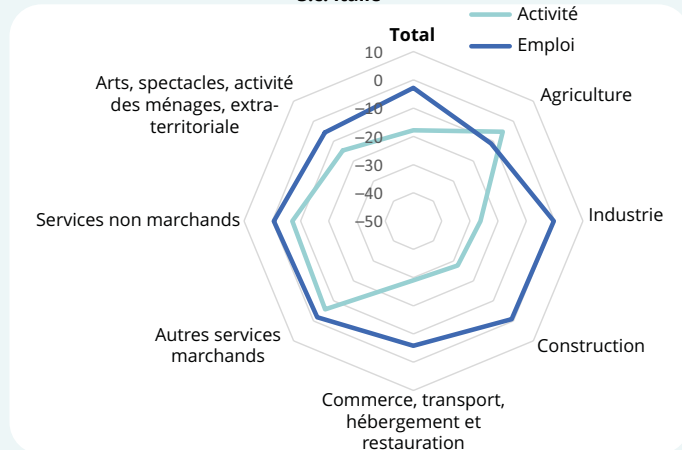 Activité
Emploi
Total
10
0
−10
−20
−30
−40
−50
Agriculture
Industrie
Construction
Commerce, transport,
hébergement et
restauration
Autres services
marchands
Services non marchands
Arts, spectacles, activité
des ménages, extra-
territoriale